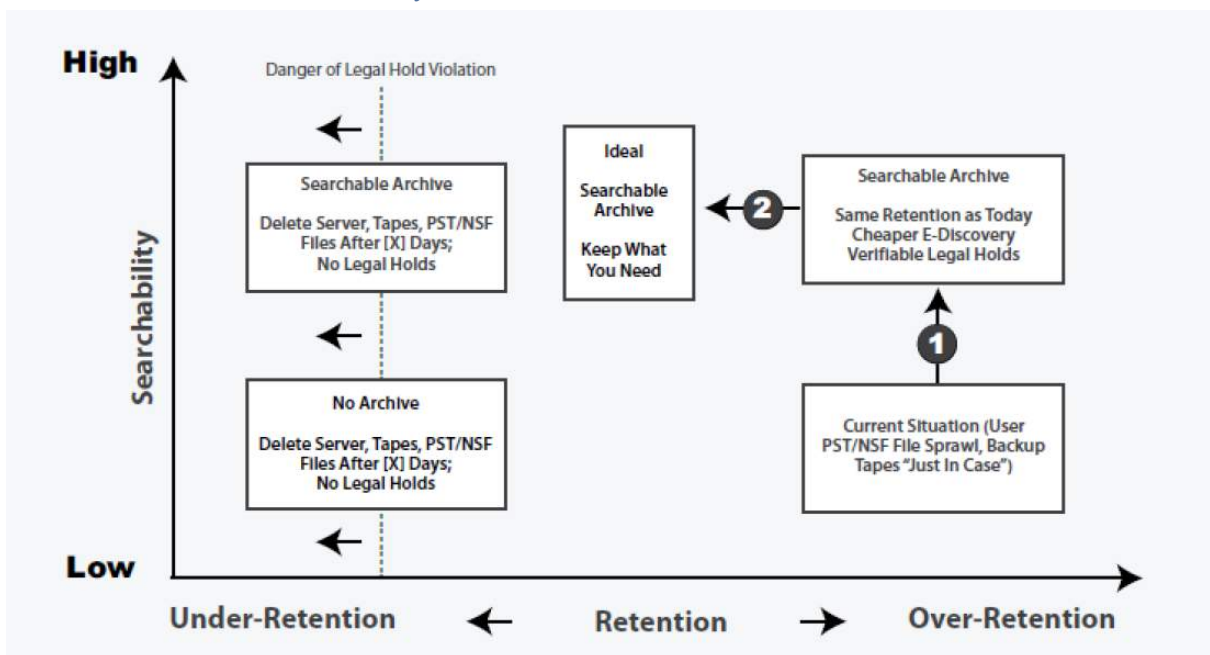 High
Danger of Legal Hold Violation
Searchable Archive
Delete Server, Tapes, PST/NSF
Files After [X] Days;
No Legal Holds
Ideal
Searchable
Archive
Keep What
You Need
2
Searchable Archive
Same Retention as Today
Cheaper E-Discovery
Verifiable Legal Holds
Searchability
1
No Archive
Delete Server, Tapes, PST/NSF
Files After [X] Days;
No Legal Holds
Current Situation (User
PST/NSF File Sprawl, Backup
Tapes “Just In Case”)
Low
Under-Retention
Retention
Over-Retention